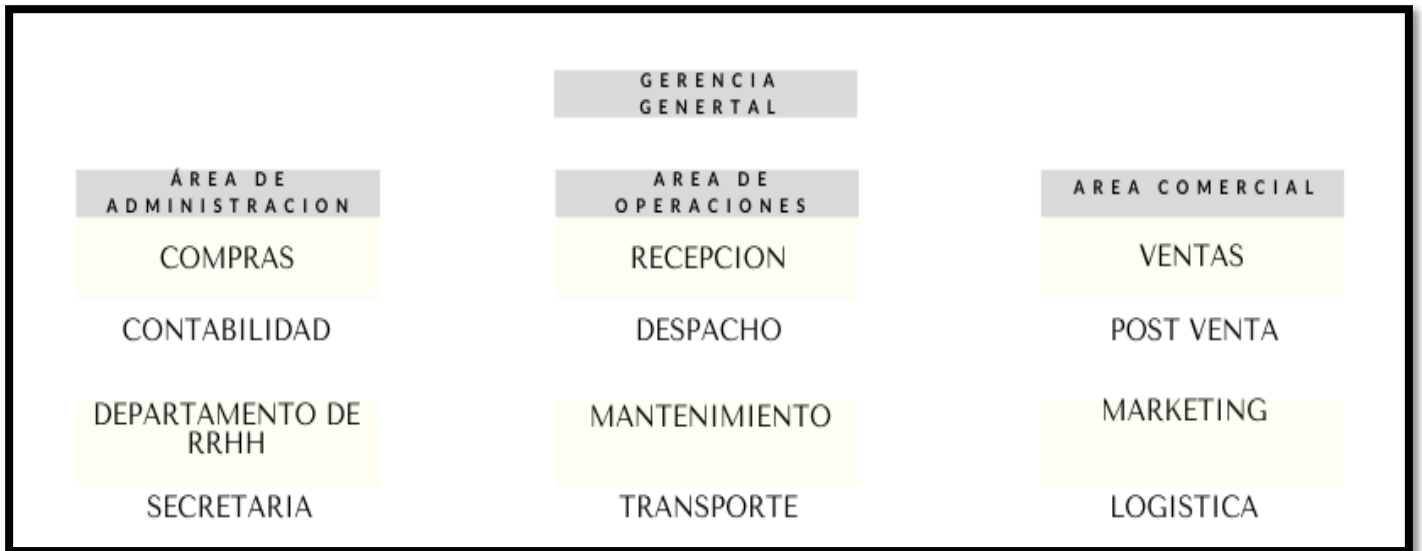 GERENCIA
GENERTAL
ÁREA DE
ADMINISTRACION
COMPRAS
CONTABILIDAD
DEPARTAMENTO DE
RRHH
SECRETARIA
AREA DE
OPERACIONES
RECEPCION
DESPACHO
MANTENIMIENTO
TRANSPORTE
AREA COMERCIAL
VENTAS
POST VENTA
MARKETING
LOGISTICA